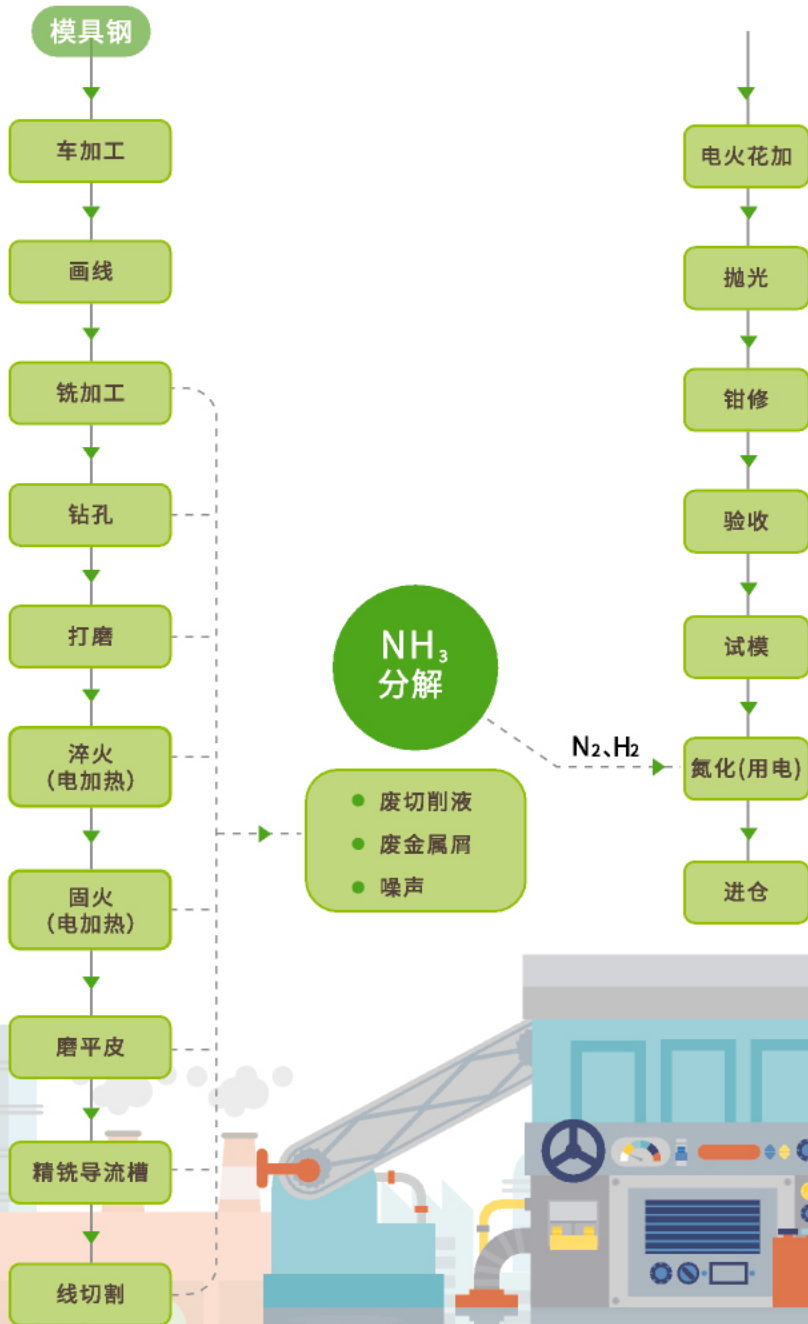 模具钢
车加工
画线
铣加工
钻孔
打磨
淬火
(电加热)
固火
(电加热)
磨平皮
精铣导流槽
线切割
NH₃
分解
N₂、H₂
废切削液
废金属屑
噪声
电火花加
抛光
钳修
验收
试模
氮化(用电)
进仓